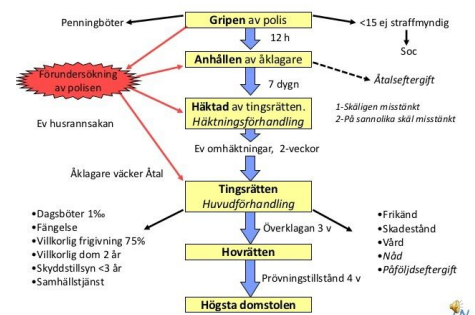 Penningböter
Gripen av polis
<15 ej straffmyndig
12 h
Soc
Anhållen av åklagare
Förundersökning
av polisen
7 dygn
Åtalseftergift
Häktad av tingsrätten.
Häktningsförhandling
1-Skäligen misstänkt
2-På sannolika skäl misstänkt
Ev husrannsakan
Ev omhäktningar, 2-veckor
Åklagare väcker Åtal
Tingsrätten
Huvudförhandling
•Dagsböter 1‰
•Fängelse
•Villkorlig frigivning 75%
•Villkorlig dom 2 år
•Skyddstillsyn <3 år
•Samhällstjänst
Överklagan 3 v
•Frikänd
•Skadestånd
•Vård
•Nåd
•Påföljdseftergift
Hovrätten
Prövningstillstånd 4 v
Högsta domstolen